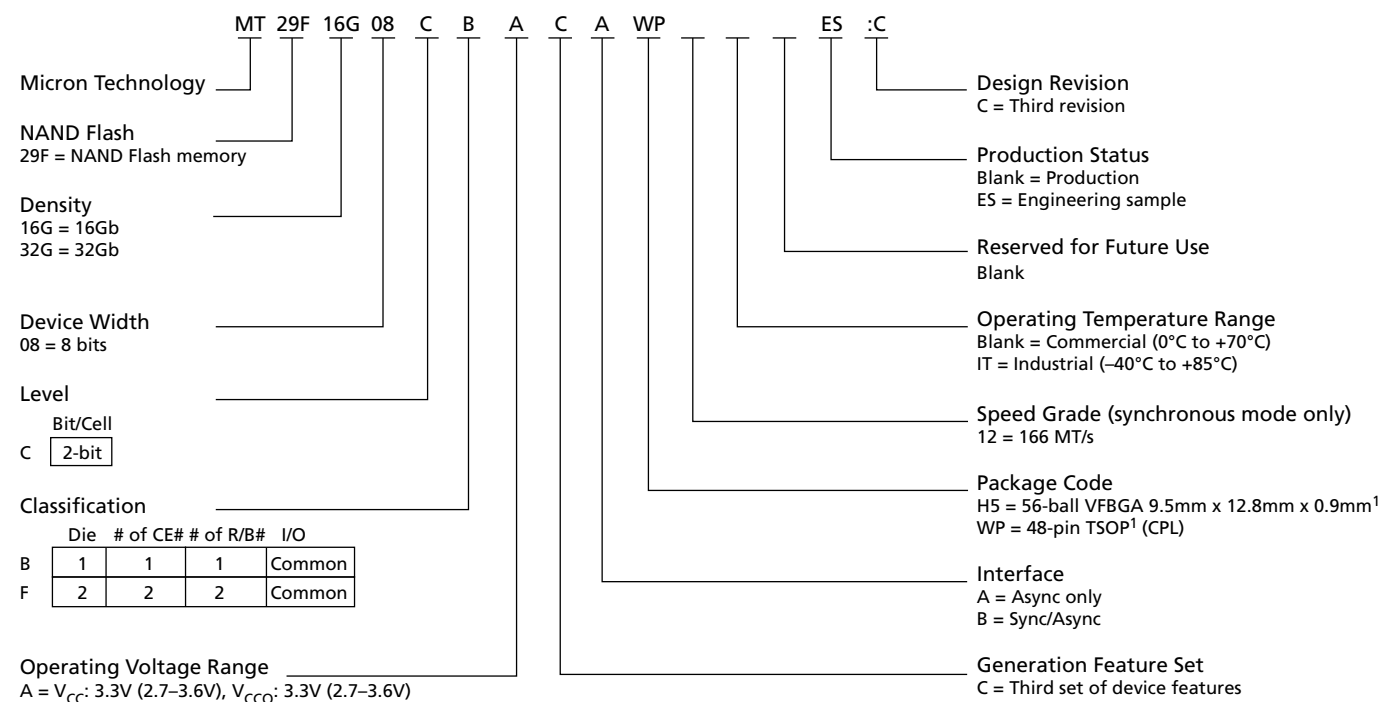 MT 29F 16G 08 C B A C A WP ES :C
Micron Technology
NAND Flash
29F = NAND Flash memory
Density
16G = 16Gb
32G = 32Gb
Device Width
08 = 8 bits
Level
Bit/Cell
C 2-bit
Classification
Die # of CE# # of R/B# I/O
B 1 1 1 Common
F 2 2 2 Common
Operating Voltage Range
A = VCC: 3.3V (2.7–3.6V), VCCQ: 3.3V (2.7–3.6V)
Design Revision
C = Third revision
Production Status
Blank = Production
ES = Engineering sample
Reserved for Future Use
Blank
Operating Temperature Range
Blank = Commercial (0°C to +70°C)
IT = Industrial (–40°C to +85°C)
Speed Grade (synchronous mode only)
12 = 166 MT/s
Package Code
H5 = 56-ball VFBGA 9.5mm x 12.8mm x 0.9mm1
WP = 48-pin TSOP1 (CPL)
Interface
A = Async only
B = Sync/Async
Generation Feature Set
C = Third set of device features